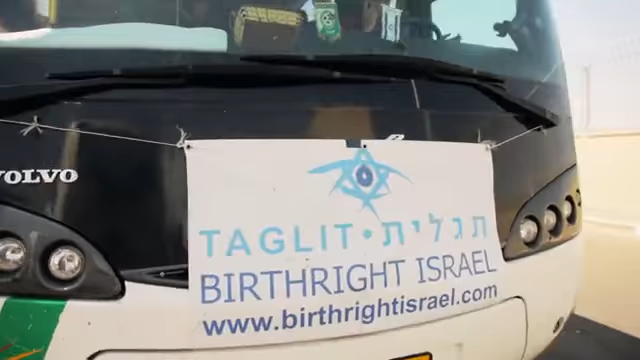 VOLVO
TAGLIT • תגלית
BIRTHRIGHT ISRAEL
www.birthrightisrael.com